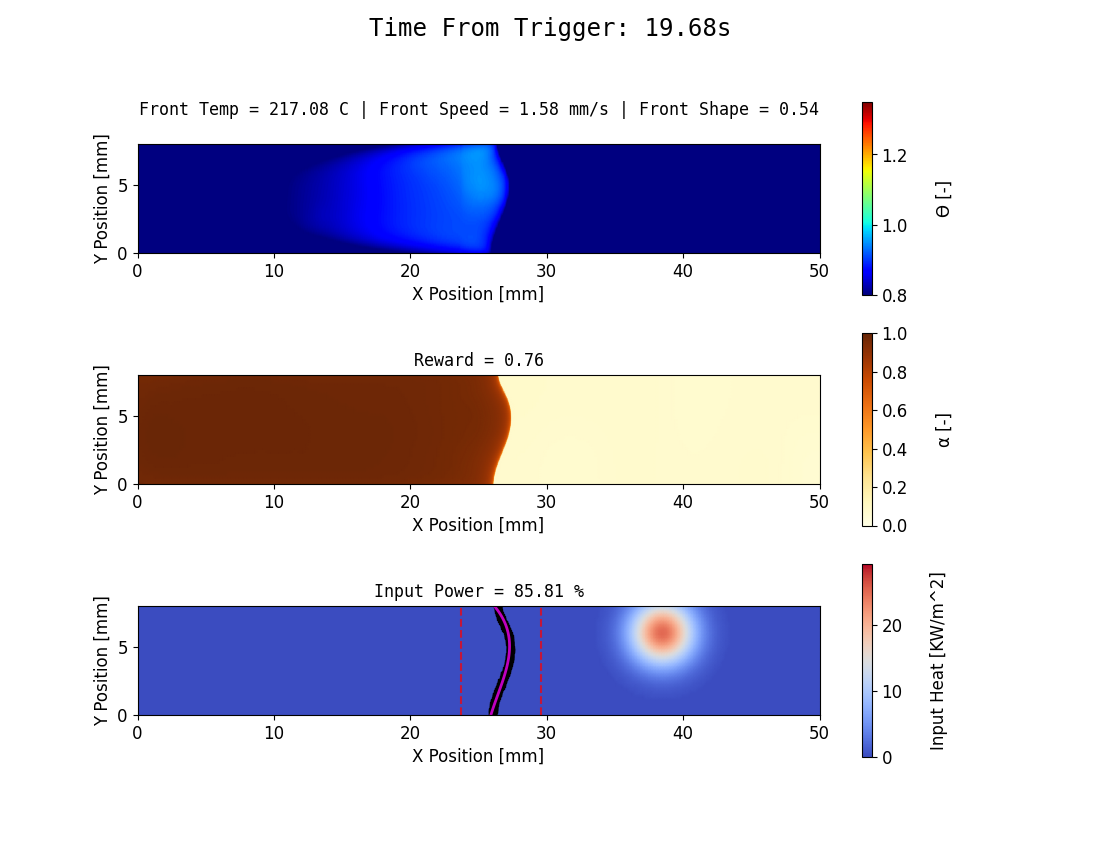 Time From Trigger: 19.68s
Front Temp = 217.08 C | Front Speed = 1.58 mm/s | Front Shape = 0.54
Y Position [mm]
5
0
0 10 20 30 40 50
X Position [mm]
1.2
1.0
0.8
Θ [-]
Reward = 0.76
Y Position [mm]
5
0
0 10 20 30 40 50
X Position [mm]
1.0
0.8
0.6
0.4
0.2
0.0
α [-]
Input Power = 85.81 %
Y Position [mm]
5
0
0 10 20 30 40 50
X Position [mm]
20
10
0
Input Heat [KW/m^2]